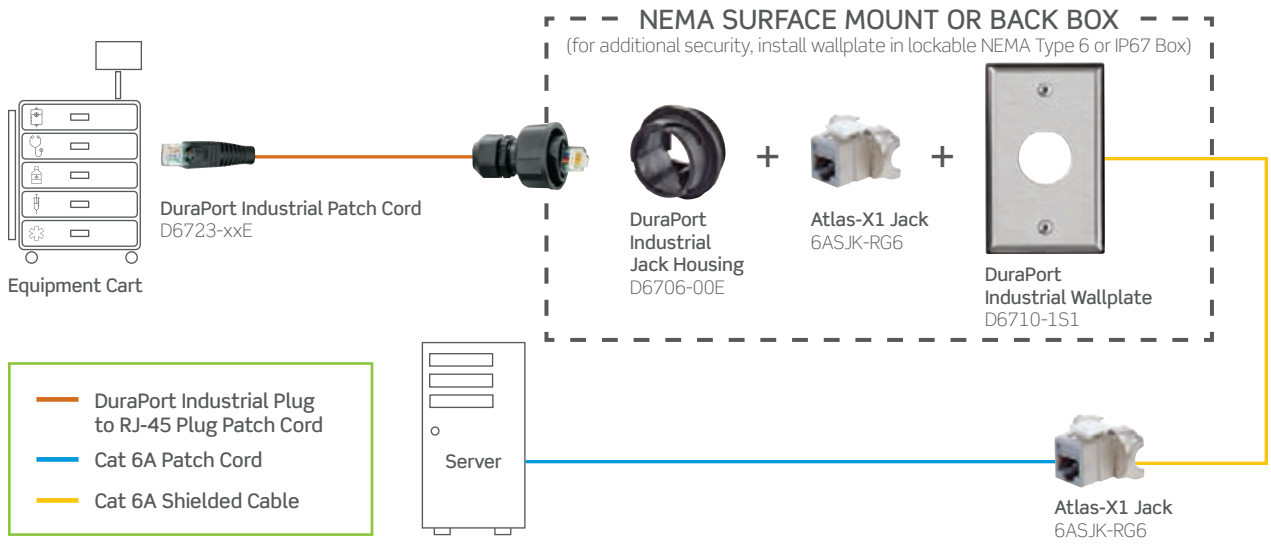 NEMA SURFACE MOUNT OR BACK BOX
(for additional security, install wallplate in lockable NEMA Type 6 or IP67 Box)
DuraPort Industrial Patch Cord
D6723-xxE
Equipment Cart
DuraPort
Industrial
Jack Housing
D6706-00E
+
Atlas-X1 Jack
6ASJK-RG6
+
DuraPort
Industrial Wallplate
D6710-1S1
DuraPort Industrial Plug
to RJ-45 Plug Patch Cord
Cat 6A Patch Cord
Cat 6A Shielded Cable
Server
Atlas-X1 Jack
6ASJK-RG6